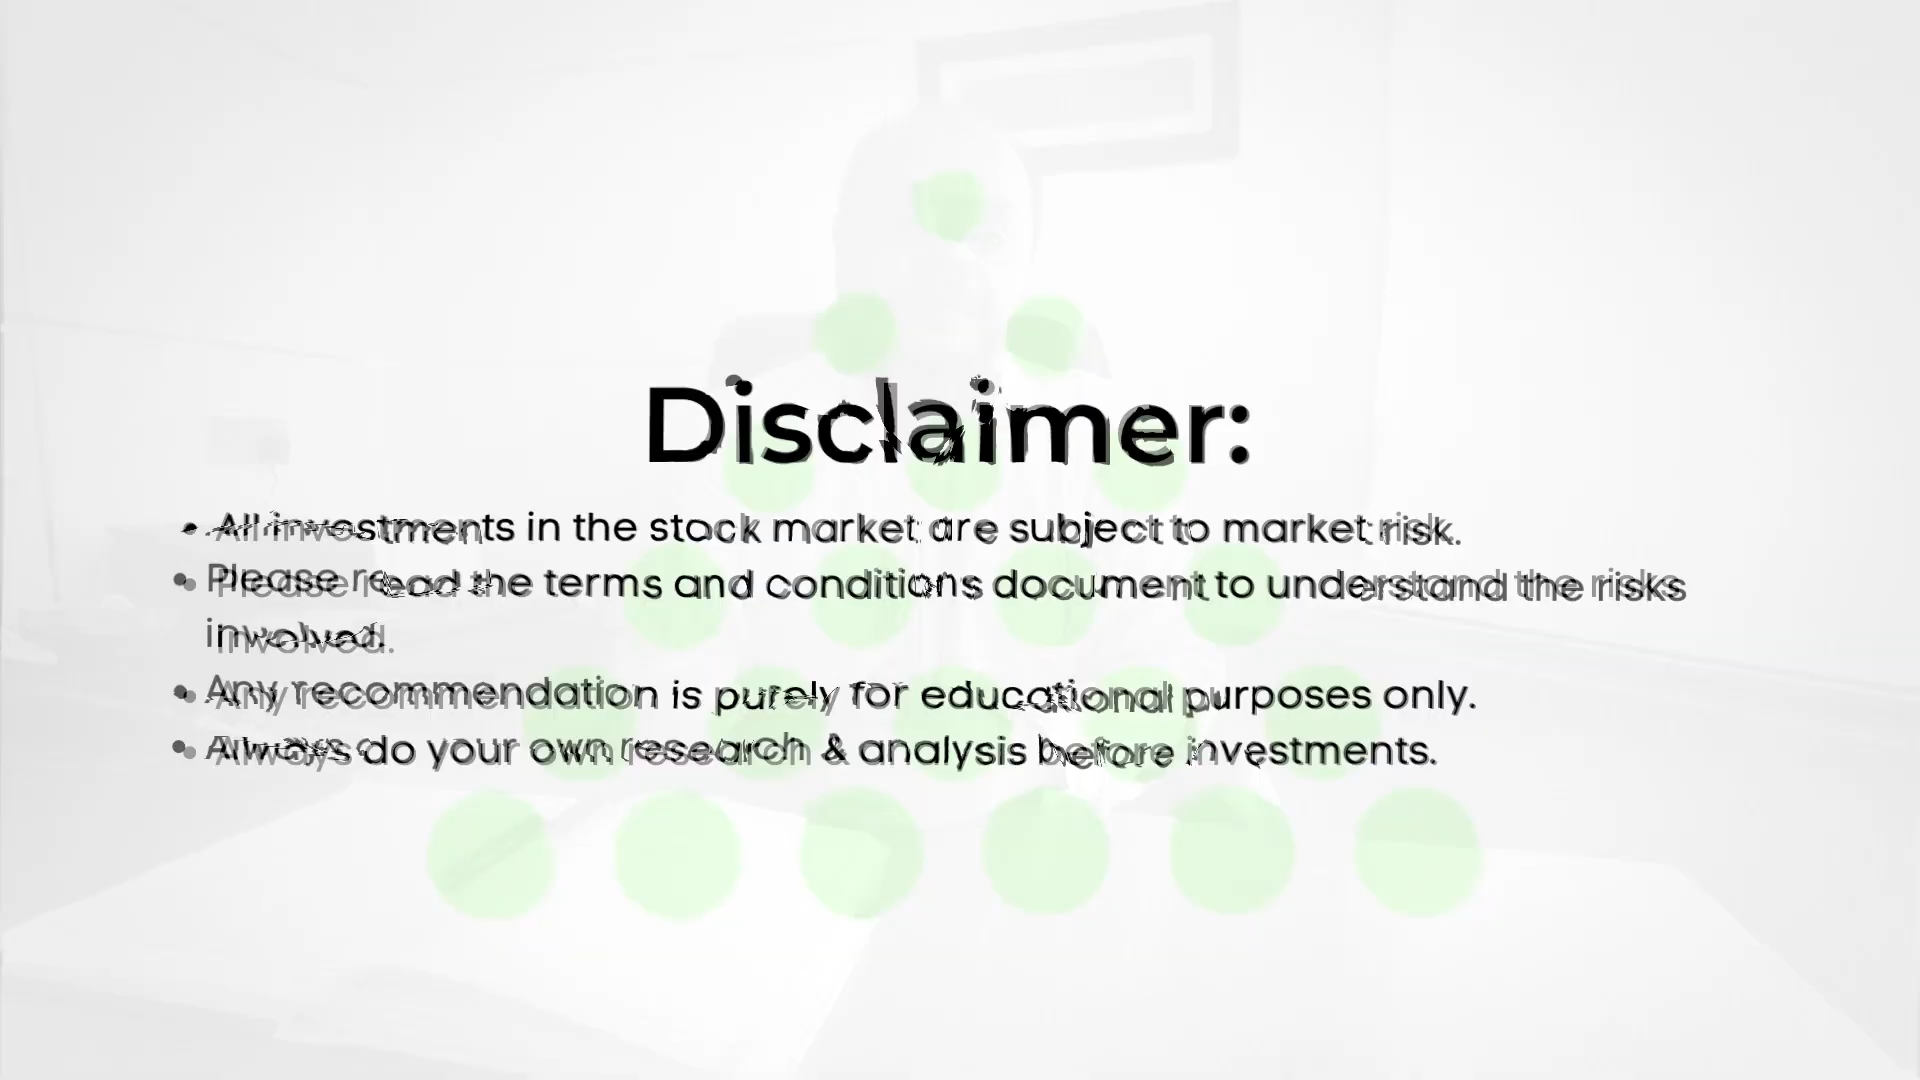 Disclaimer:
• All investments in the stock market are subject to market risk.
• Please read the terms and conditions document to understand the risks
involved.
• Any recommendation is purely for educational purposes only.
• Always do your own research & analysis before investments.